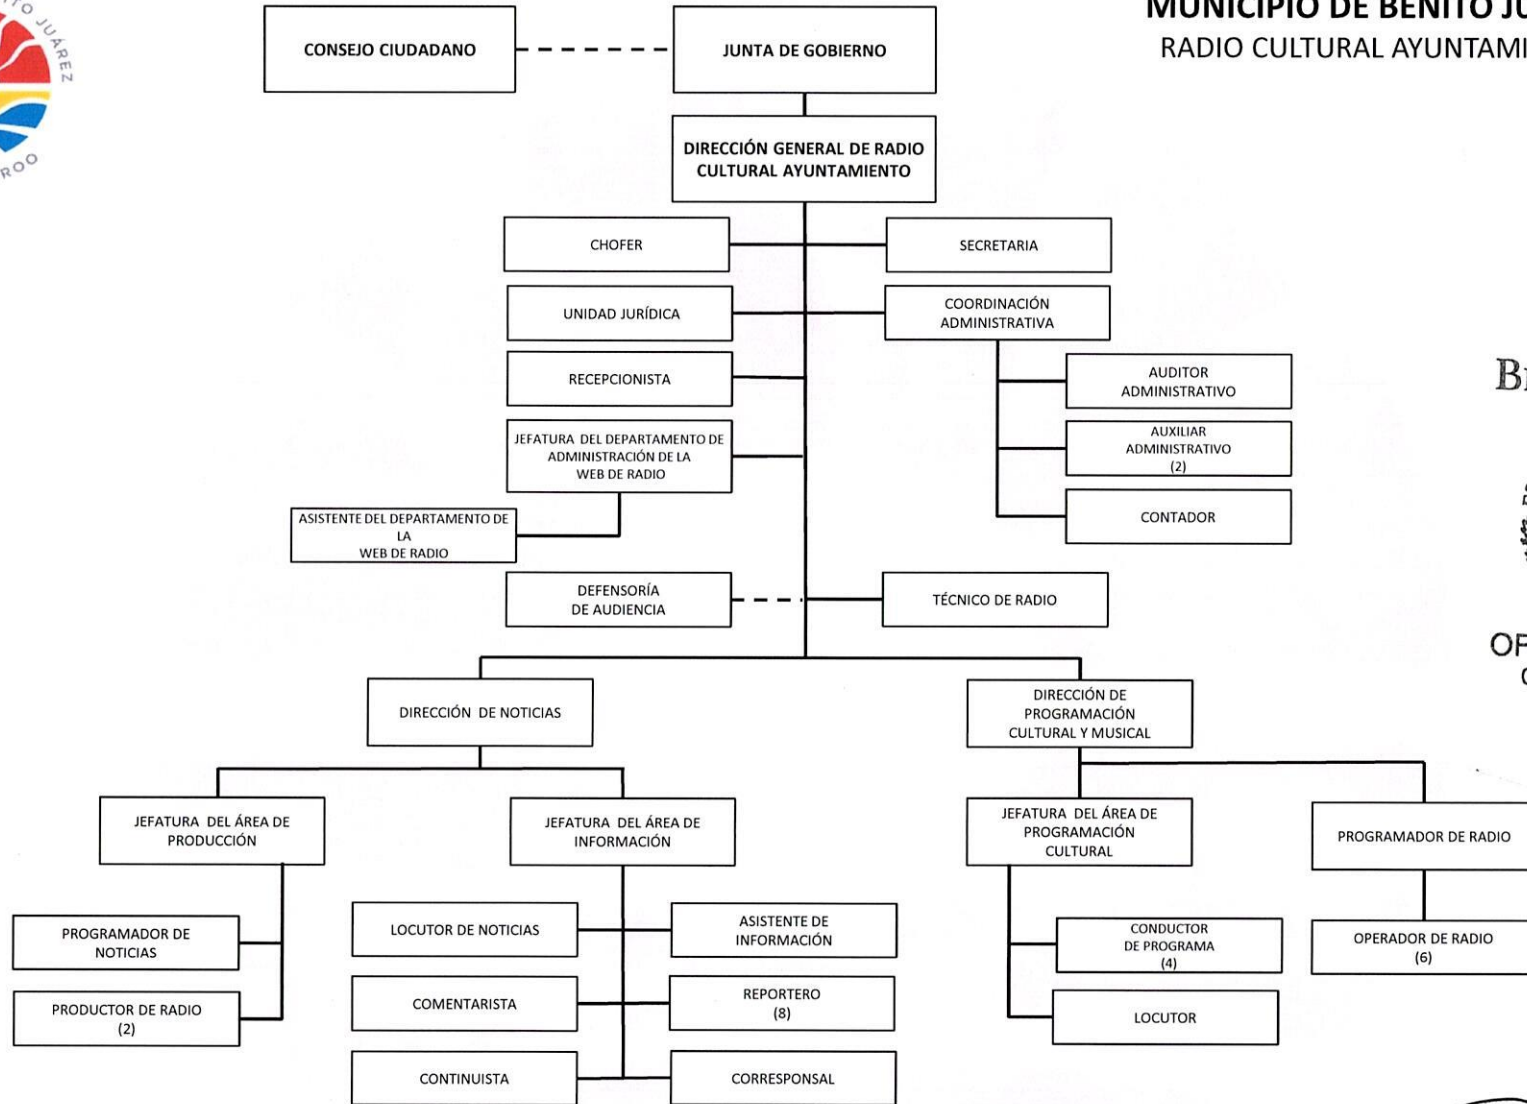 MUNICIPIO DE BENITO
RADIO CULTURAL
BENITO JUÁREZ
ROO
CONSEJO CIUDADANO
JUNTA DE GOBIERNO
DIRECCIÓN GENERAL DE RADIO
CULTURAL AYUNTAMIENTO
CHOFER
SECRETARIA
UNIDAD JURÍDICA
COORDINACIÓN
ADMINISTRATIVA
RECEPCIONISTA
AUDITOR
ADMINISTRATIVO
JEFATURA DEL DEPARTAMENTO DE
ADMINISTRACIÓN DE LA
WEB DE RADIO
AUXILIAR
ADMINISTRATIVO
(2)
ASISTENTE DEL DEPARTAMENTO DE
LA
WEB DE RADIO
CONTADOR
DEFENSORÍA
DE AUDIENCIA
TÉCNICO DE RADIO
DIRECCIÓN DE NOTICIAS
DIRECCIÓN DE
PROGRAMACIÓN
CULTURAL Y MUSICAL
JEFATURA DEL ÁREA DE
PRODUCCIÓN
JEFATURA DEL ÁREA DE
INFORMACIÓN
JEFATURA DEL ÁREA DE
PROGRAMACIÓN
CULTURAL
PROGRAMADOR DE RADIO
PROGRAMADOR DE
NOTICIAS
LOCUTOR DE NOTICIAS
ASISTENTE DE
INFORMACIÓN
CONDUCTOR
DE PROGRAMA
(4)
OPERADOR DE RADIO
(6)
PRODUCTOR DE RADIO
(2)
COMENTARISTA
REPORTERO
(8)
LOCUTOR
CONTINUISTA
CORRESPONSAL